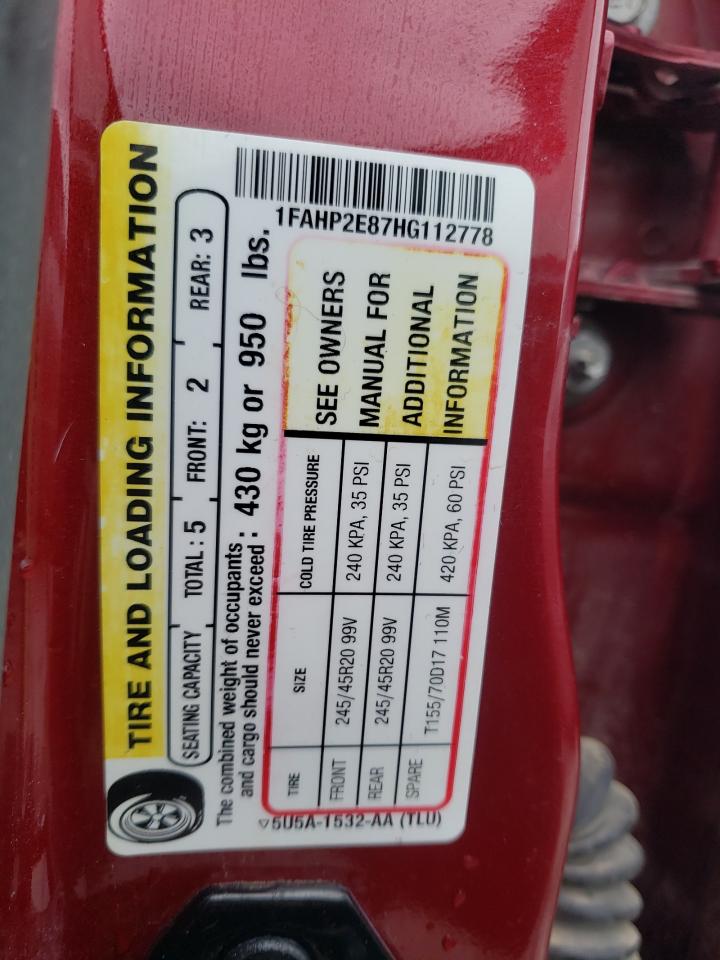 TIRE AND LOADING INFORMATION
SEATING CAPACITY TOTAL : 5 FRONT: 2 REAR: 3
The combined weight of occupants
and cargo should never exceed : 430 kg or 950 lbs.
TIRE SIZE COLD TIRE PRESSURE
FRONT 245/45R20 99V 240 KPA, 35 PSI
REAR 245/45R20 99V 240 KPA, 35 PSI
SPARE T155/70D17 110M 420 KPA, 60 PSI
SEE OWNERS
MANUAL FOR
ADDITIONAL
INFORMATION
5U5A-1532-AA (TLU)
1FAHP2E87HG112778